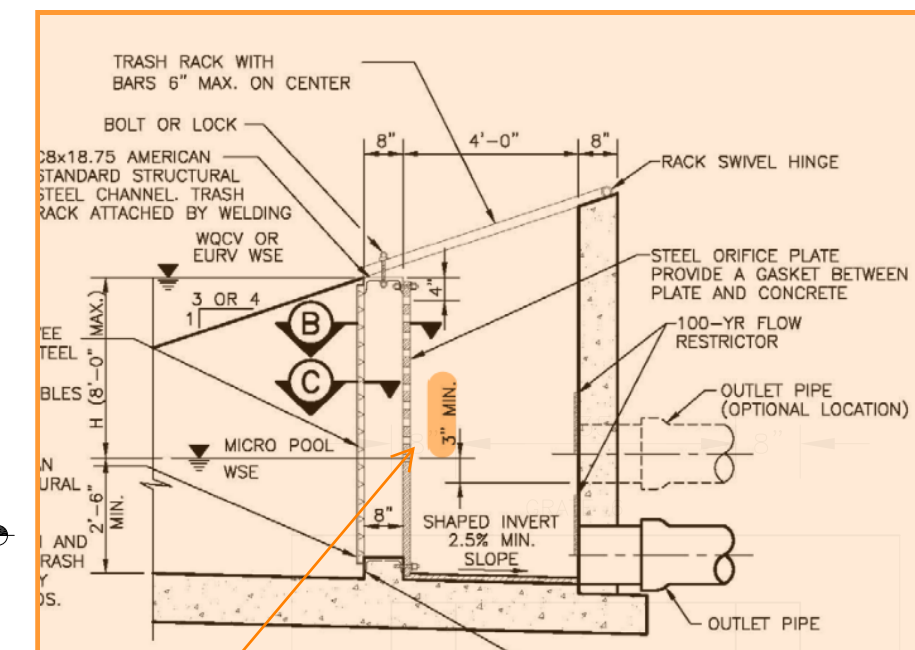 TRASH RACK WITH
BARS 6" MAX. ON CENTER
BOLT OR LOCK
C8x18.75 AMERICAN
STANDARD STRUCTURAL
STEEL CHANNEL. TRASH
RACK ATTACHED BY WELDING
8"
4'-0"
8"
RACK SWIVEL HINGE
WQCV OR
EURV WSE
STEEL ORIFICE PLATE
PROVIDE A GASKET BETWEEN
PLATE AND CONCRETE
4"
3 OR 4
1
B
C
100-YR FLOW
RESTRICTOR
H (8'-0" MAX.)
TEEL
BLES
3" MIN.
OUTLET PIPE
(OPTIONAL LOCATION)
MICRO POOL
WSE
AN
URAL
2'-6"
MIN.
8"
8"
GRA
SHAPED INVERT
2.5% MIN.
SLOPE
AND
RASH
Y
DS.
OUTLET PIPE